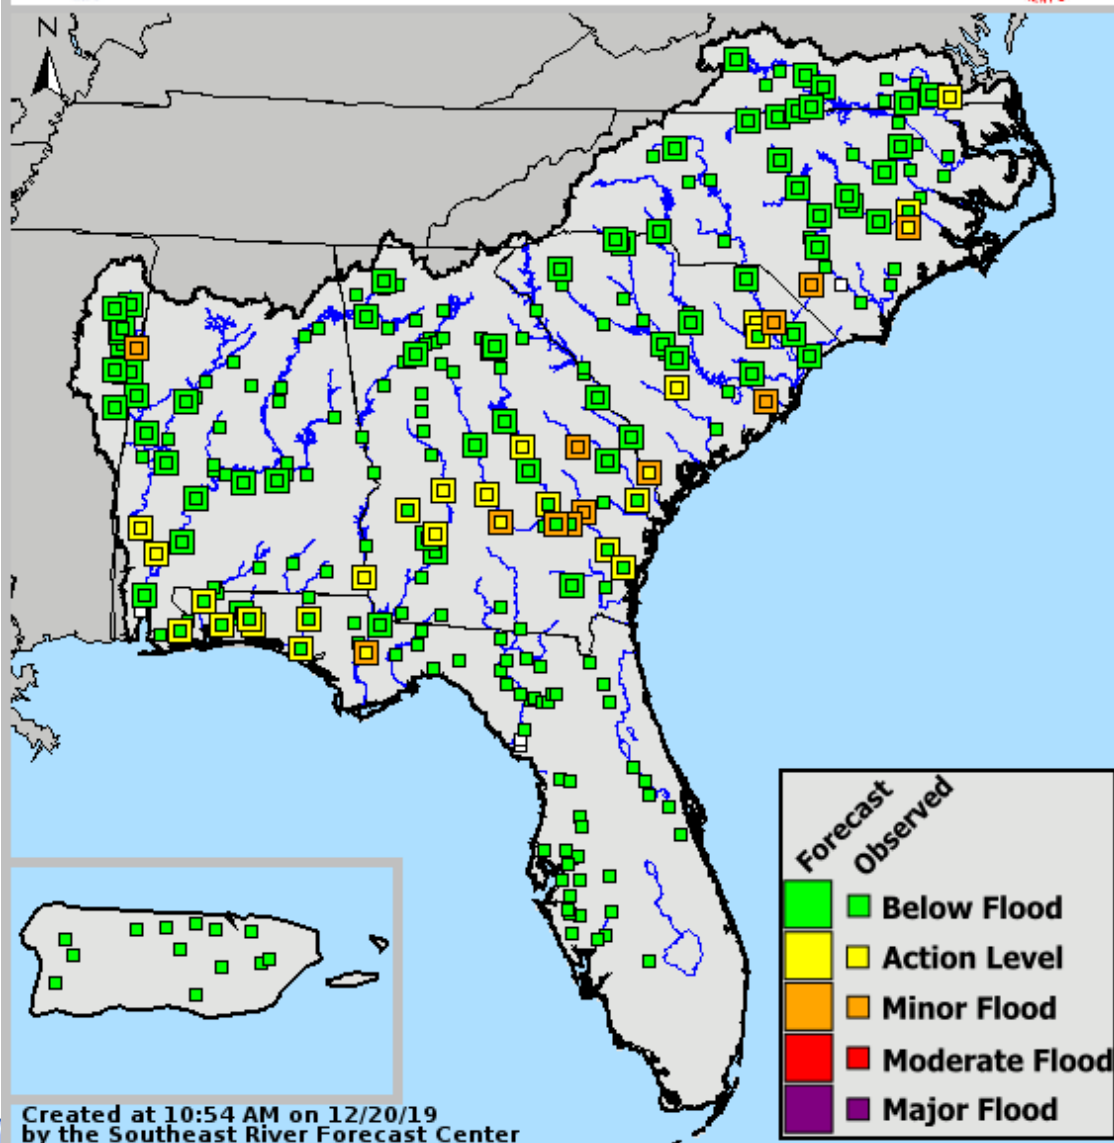 N
Forecast
Observed
Below Flood
Action Level
Minor Flood
Moderate Flood
Major Flood
Created at 10:54 AM on 12/20/19
by the Southeast River Forecast Center